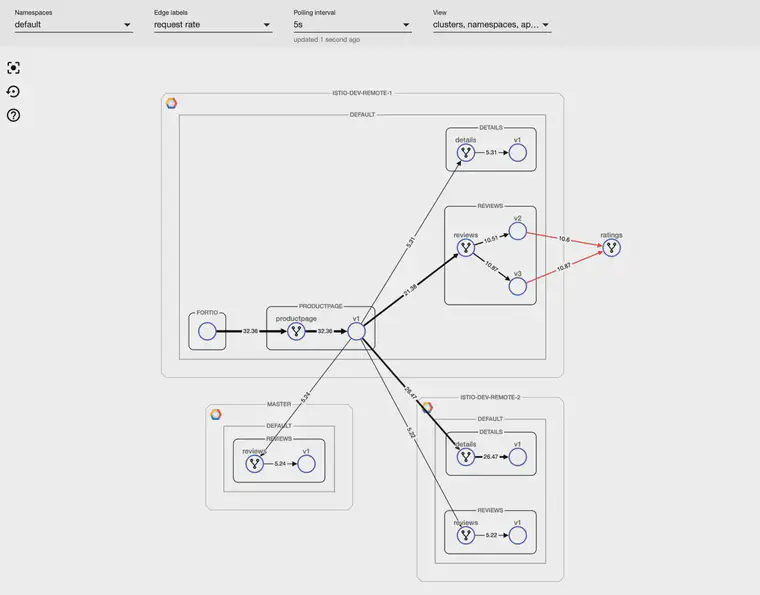 Namespaces
default
Edge labels
request rate
Polling interval
5s
updated 1 second ago
View
clusters, namespaces, ap...
ISTIO-DEV-REMOTE-1
DEFAULT
DETAILS
details
v1
5.31
REVIEWS
reviews
v2
10.51
10.87
v3
10.6
10.87
ratings
5.31
21.38
FORTIO
32.36
PRODUCTPAGE
productpage
32.36
v1
5.24
26.47
5.22
MASTER
DEFAULT
REVIEWS
reviews
5.24
v1
ISTIO-DEV-REMOTE-2
DEFAULT
DETAILS
details
26.47
v1
REVIEWS
reviews
5.22
v1